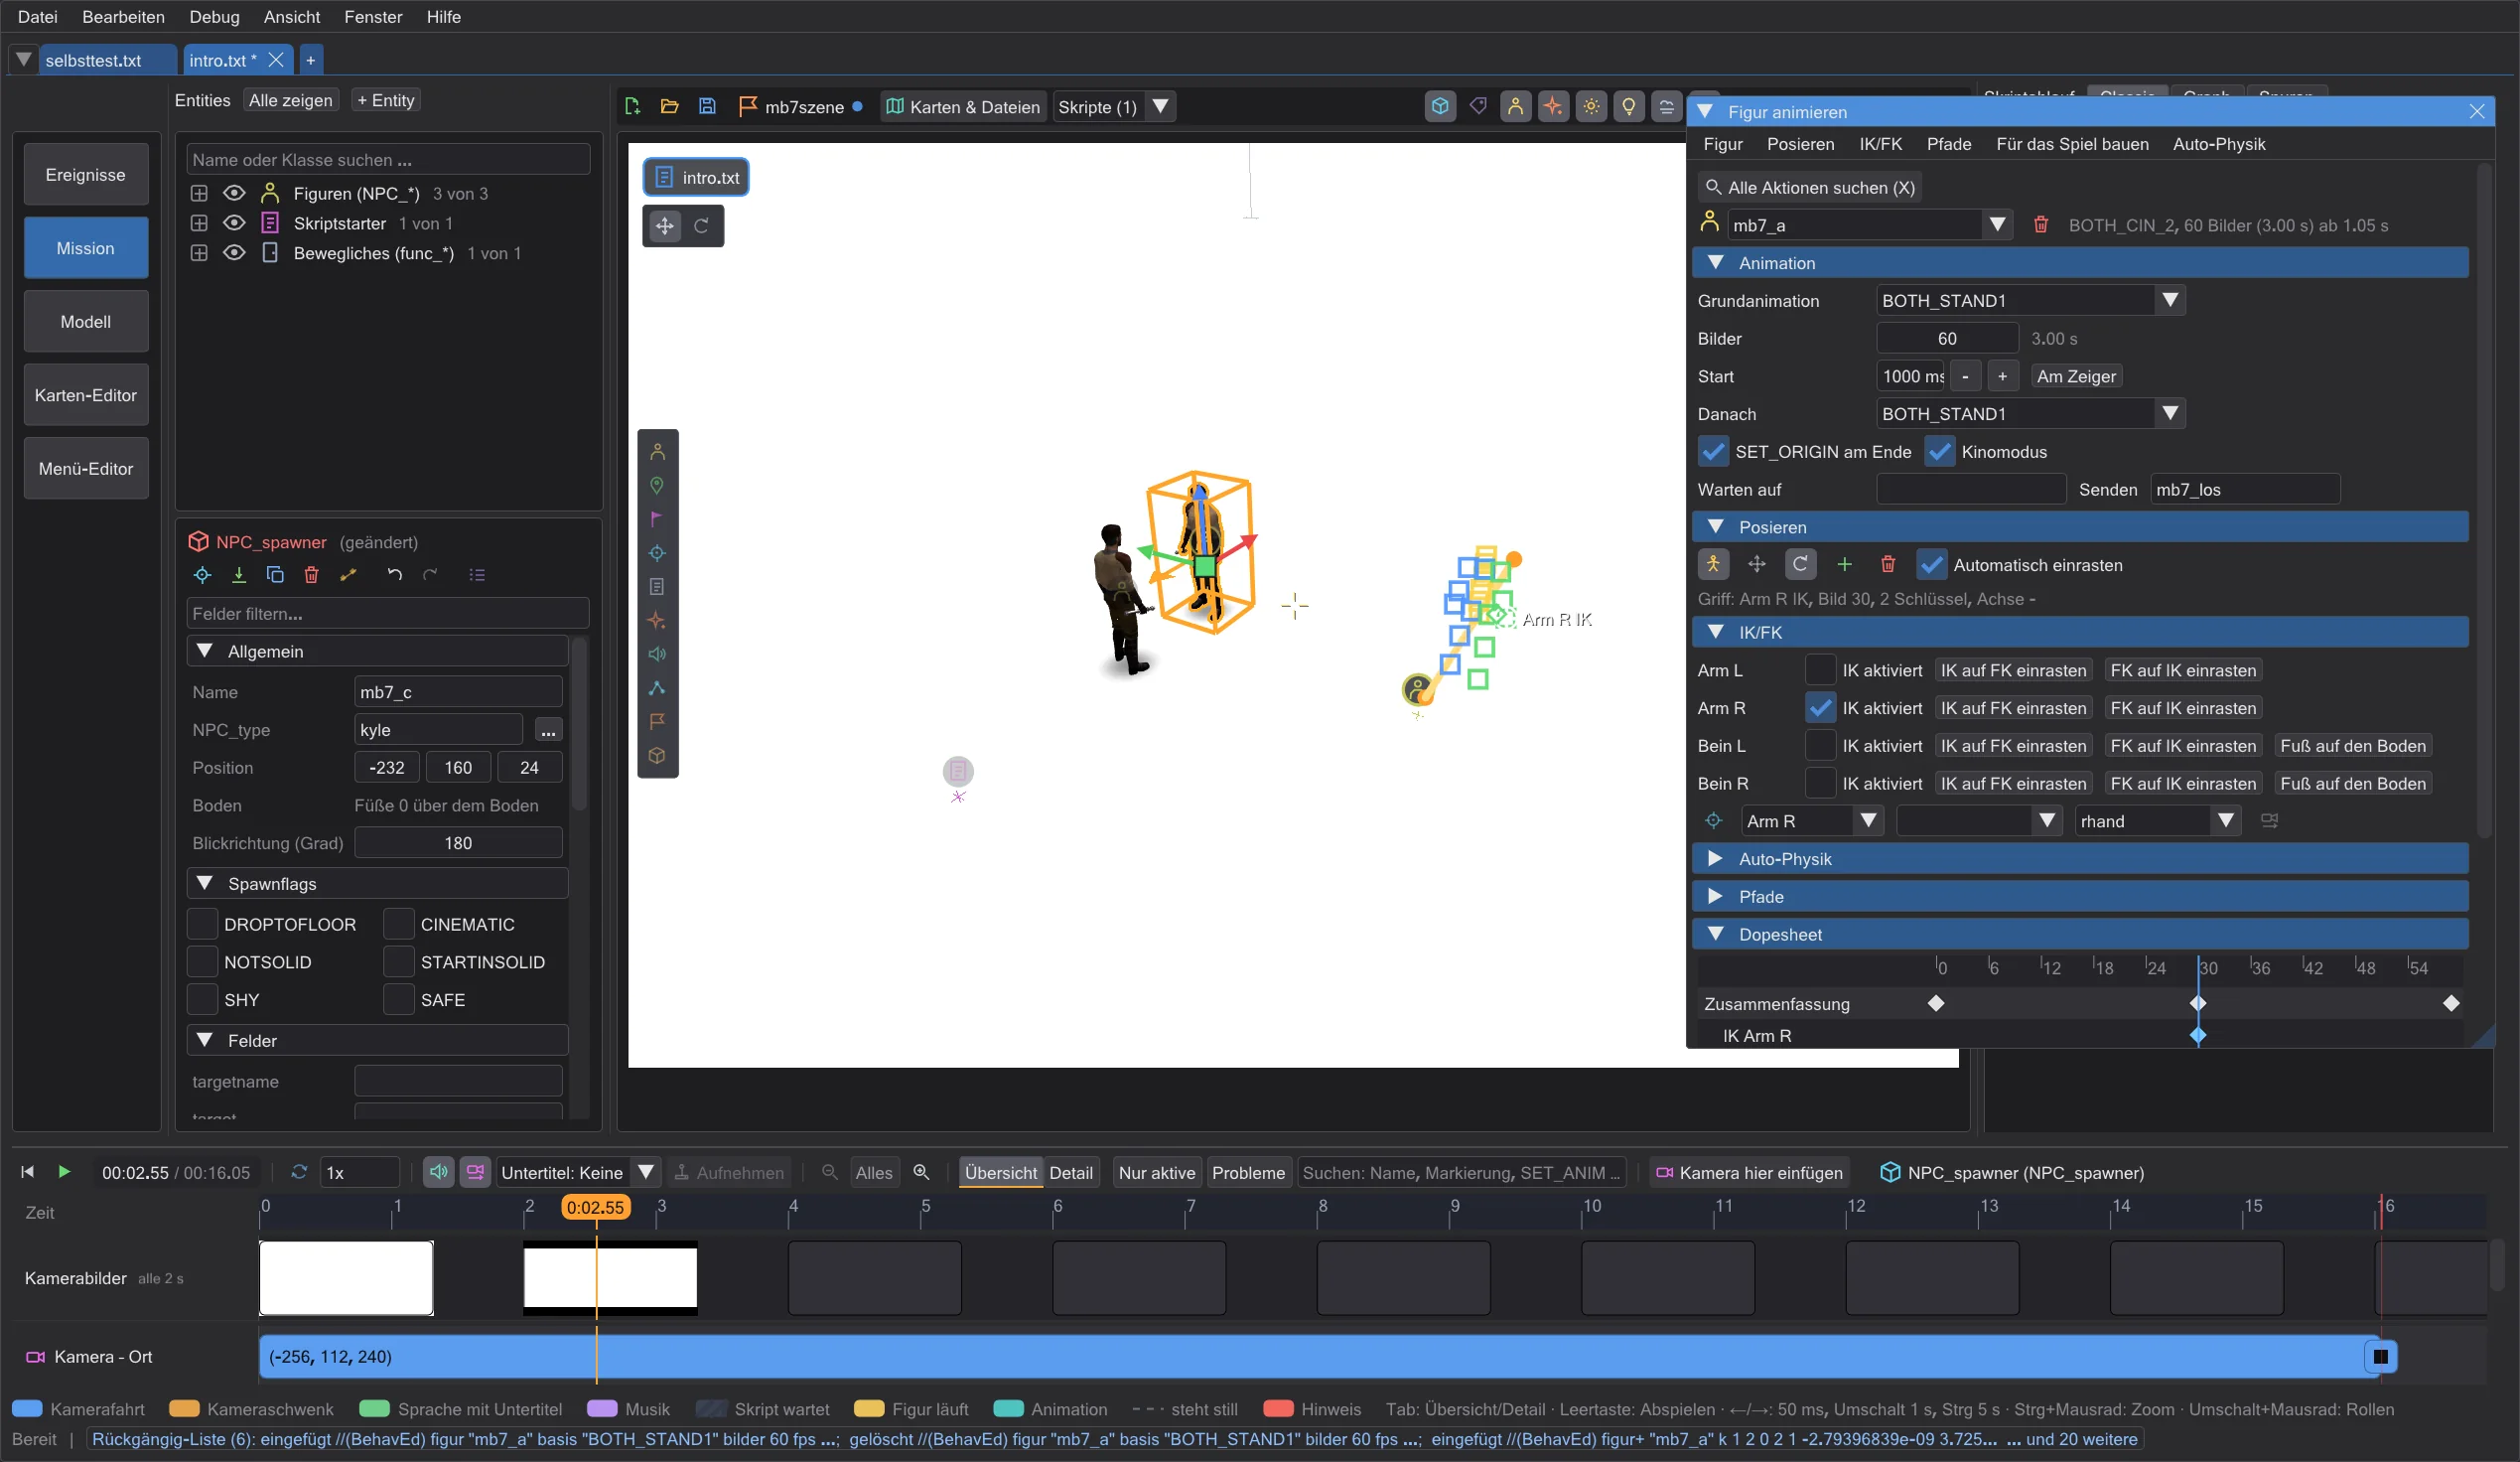 Datei Bearbeiten Debug Ansicht Fenster Hilfe
selbsttest.txt intro.txt * +
Entities Alle zeigen + Entity
Ereignisse
Mission
Modell
Karten-Editor
Menü-Editor
Name oder Klasse suchen ...
Figuren (NPC_*) 3 von 3
Skriptstarter 1 von 1
Bewegliches (func_*) 1 von 1
NPC_spawner (geändert)
Felder filtern...
Allgemein
Name mb7_c
NPC_type kyle ...
Position -232 160 24
Boden Füße 0 über dem Boden
Blickrichtung (Grad) 180
Spawnflags
DROPTOFLOOR CINEMATIC
NOTSOLID STARTINSOLID
SHY SAFE
Felder
targetname
mb7szene Karten & Dateien Skripte (1)
intro.txt
Arm R IK
Figur animieren
Figur Posieren IK/FK Pfade Für das Spiel bauen Auto-Physik
Alle Aktionen suchen (X)
mb7_a BOTH_CIN_2, 60 Bilder (3.00 s) ab 1.05 s
Animation
Grundanimation BOTH_STAND1
Bilder 60 3.00 s
Start 1000 ms - + Am Zeiger
Danach BOTH_STAND1
SET_ORIGIN am Ende Kinomodus
Warten auf Senden mb7_los
Posieren
Automatisch einrasten
Griff: Arm R IK, Bild 30, 2 Schlüssel, Achse -
IK/FK
Arm L IK aktiviert IK auf FK einrasten FK auf IK einrasten
Arm R IK aktiviert IK auf FK einrasten FK auf IK einrasten
Bein L IK aktiviert IK auf FK einrasten FK auf IK einrasten Fuß auf den Boden
Bein R IK aktiviert IK auf FK einrasten FK auf IK einrasten Fuß auf den Boden
Arm R rhand
Auto-Physik
Pfade
Dopesheet
0 6 12 18 24 30 36 42 48 54
Zusammenfassung
IK Arm R
00:02.55 / 00:16.05 1x Untertitel: Keine Aufnehmen Alles Übersicht Detail Nur aktive Probleme Suchen: Name, Markierung, SET_ANIM ... Kamera hier einfügen NPC_spawner (NPC_spawner)
Zeit 0 1 2 0:02.55 3 4 5 6 7 8 9 10 11 12 13 14 15 16
Kamerabilder alle 2 s
Kamera - Ort (-256, 112, 240)
Kamerafahrt Kameraschwenk Sprache mit Untertitel Musik Skript wartet Figur läuft Animation steht still Hinweis Tab: Übersicht/Detail · Leertaste: Abspielen · ←/→: 50 ms, Umschalt 1 s, Strg 5 s · Strg+Mausrad: Zoom · Umschalt+Mausrad: Rollen
Bereit | Rückgängig-Liste (6): eingefügt //(BehavEd) figur "mb7_a" basis "BOTH_STAND1" bilder 60 fps ...; gelöscht //(BehavEd) figur "mb7_a" basis "BOTH_STAND1" bilder 60 fps ...; eingefügt //(BehavEd) figur+ "mb7_a" k 1 2 0 2 1 -2.79396839e-09 3.725... ... und 20 weitere